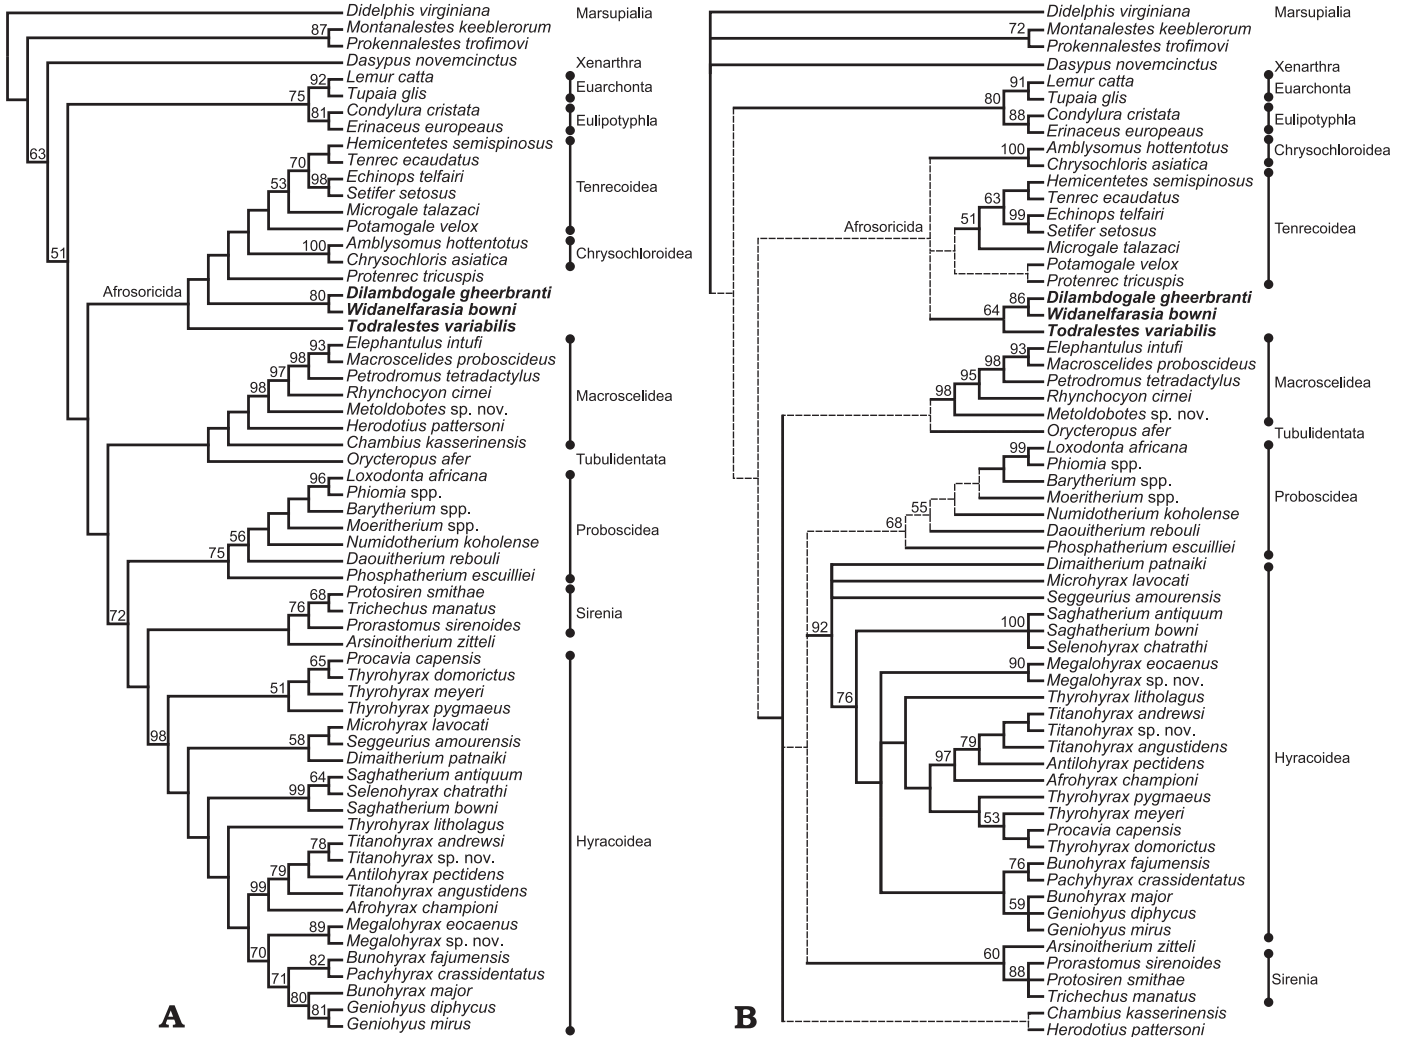 Didelphis virginiana
Marsupialia
87
Montanalestes keeblerorum
Prokennalestes trofimovi
Dasypus novemcinctus
Xenarthra
92
Lemur catta
75
Tupaia glis
Euarchonta
81
Condylura cristata
Erinaceus europeaus
Eulipotyphla
63
Hemicentetes semispinosus
70
Tenrec ecaudatus
98
Echinops telfairi
53
Setifer setosus
Tenrecoidea
Microgale talazaci
Potamogale velox
51
100
Amblysomus hottentotus
Chrysochloris asiatica
Chrysochloroidea
Protenrec tricuspis
Afrosoricida
80
Dilambdogale gheerbranti
Widanelfarasia bowni
Todralestes variabilis
93
Elephantulus intufi
98
Macroscelides proboscideus
97
Petrodromus tetradactylus
98
Rhynchocyon cirnei
Macroscelidea
Metoldobotes sp. nov.
Herodotius pattersoni
Chambius kasserinensis
Orycteropus afer
Tubulidentata
96
Loxodonta africana
Phiomia spp.
Barytherium spp.
Moeritherium spp.
Proboscidea
56
Numidotherium koholense
75
Daouitherium rebouli
Phosphatherium escuilliei
68
Protosiren smithae
76
Trichechus manatus
Sirenia
72
Prorastomus sirenoides
Arsinoitherium zitteli
65
Procavia capensis
Thyrohyrax domorictus
51
Thyrohyrax meyeri
Thyrohyrax pygmaeus
Microhyrax lavocati
98
58
Seggeurius amourensis
Dimaitherium patnaiki
64
Saghatherium antiquum
99
Selenohyrax chatrathi
Saghatherium bowni
Thyrohyrax litholagus
Hyracoidea
78
Titanohyrax andrewsi
Titanohyrax sp. nov.
79
Antilohyrax pectidens
99
Titanohyrax angustidens
Afrohyrax championi
89
Megalohyrax eocaenus
Megalohyrax sp. nov.
70
82
Bunohyrax fajumensis
71
Pachyhyrax crassidentatus
80
Bunohyrax major
81
Geniohyus diphycus
Geniohyus mirus
A
Didelphis virginiana
Marsupialia
72
Montanalestes keeblerorum
Prokennalestes trofimovi
Dasypus novemcinctus
Xenarthra
91
Lemur catta
80
Tupaia glis
Euarchonta
88
Condylura cristata
Erinaceus europeaus
Eulipotyphla
100
Amblysomus hottentotus
Chrysochloris asiatica
Chrysochloroidea
Hemicentetes semispinosus
63
Tenrec ecaudatus
99
Echinops telfairi
51
Setifer setosus
Tenrecoidea
Afrosoricida
Microgale talazaci
Potamogale velox
Protenrec tricuspis
86
Dilambdogale gheerbranti
64
Widanelfarasia bowni
Todralestes variabilis
93
Elephantulus intufi
98
Macroscelides proboscideus
95
Petrodromus tetradactylus
Macroscelidea
98
Rhynchocyon cirnei
Metoldobotes sp. nov.
Orycteropus afer
Tubulidentata
99
Loxodonta africana
Phiomia spp.
Barytherium spp.
Moeritherium spp.
Proboscidea
55
Numidotherium koholense
68
Daouitherium rebouli
Phosphatherium escuilliei
Dimaitherium patnaiki
Microhyrax lavocati
Seggeurius amourensis
92
100
Saghatherium antiquum
Saghatherium bowni
Selenohyrax chatrathi
90
Megalohyrax eocaenus
Megalohyrax sp. nov.
76
Thyrohyrax litholagus
Titanohyrax andrewsi
Titanohyrax sp. nov.
79
Titanohyrax angustidens
97
Antilohyrax pectidens
Hyracoidea
Afrohyrax championi
Thyrohyrax pygmaeus
53
Thyrohyrax meyeri
Procavia capensis
Thyrohyrax domorictus
76
Bunohyrax fajumensis
Pachyhyrax crassidentatus
59
Bunohyrax major
Geniohyus diphycus
Geniohyus mirus
60
Arsinoitherium zitteli
88
Prorastomus sirenoides
Protosiren smithae
Sirenia
Trichechus manatus
Chambius kasserinensis
Herodotius pattersoni
B